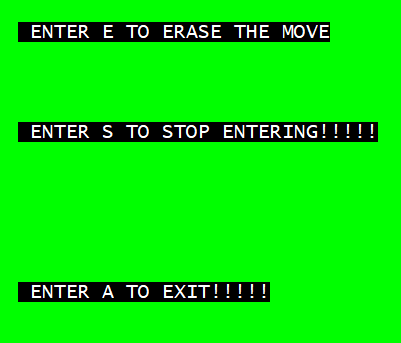 ENTER E TO ERASE THE MOVE
ENTER S TO STOP ENTERING!!!!!
ENTER A TO EXIT!!!!!